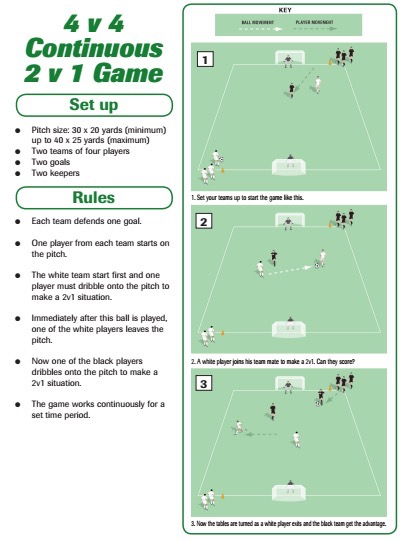 4 v 4
Continuous
2 v 1 Game
Set up
● Pitch size: 30 x 20 yards (minimum)
up to 40 x 25 yards (maximum)
● Two teams of four players
● Two goals
● Two keepers
Rules
● Each team defends one goal.
● One player from each team starts on
the pitch.
● The white team start first and one
player must dribble onto the pitch to
make a 2v1 situation.
● Immediately after this ball is played,
one of the white players leaves the
pitch.
● Now one of the black players
dribbles onto the pitch to make a
2v1 situation.
● The game works continuously for a
set time period.
KEY
BALL MOVEMENT PLAYER MOVEMENT
1
1. Set your teams up to start the game like this.
2
2. A white player joins his team mate to make a 2v1. Can they score?
3
3. Now the tables are turned as a white player exits and the black team get the advantage.